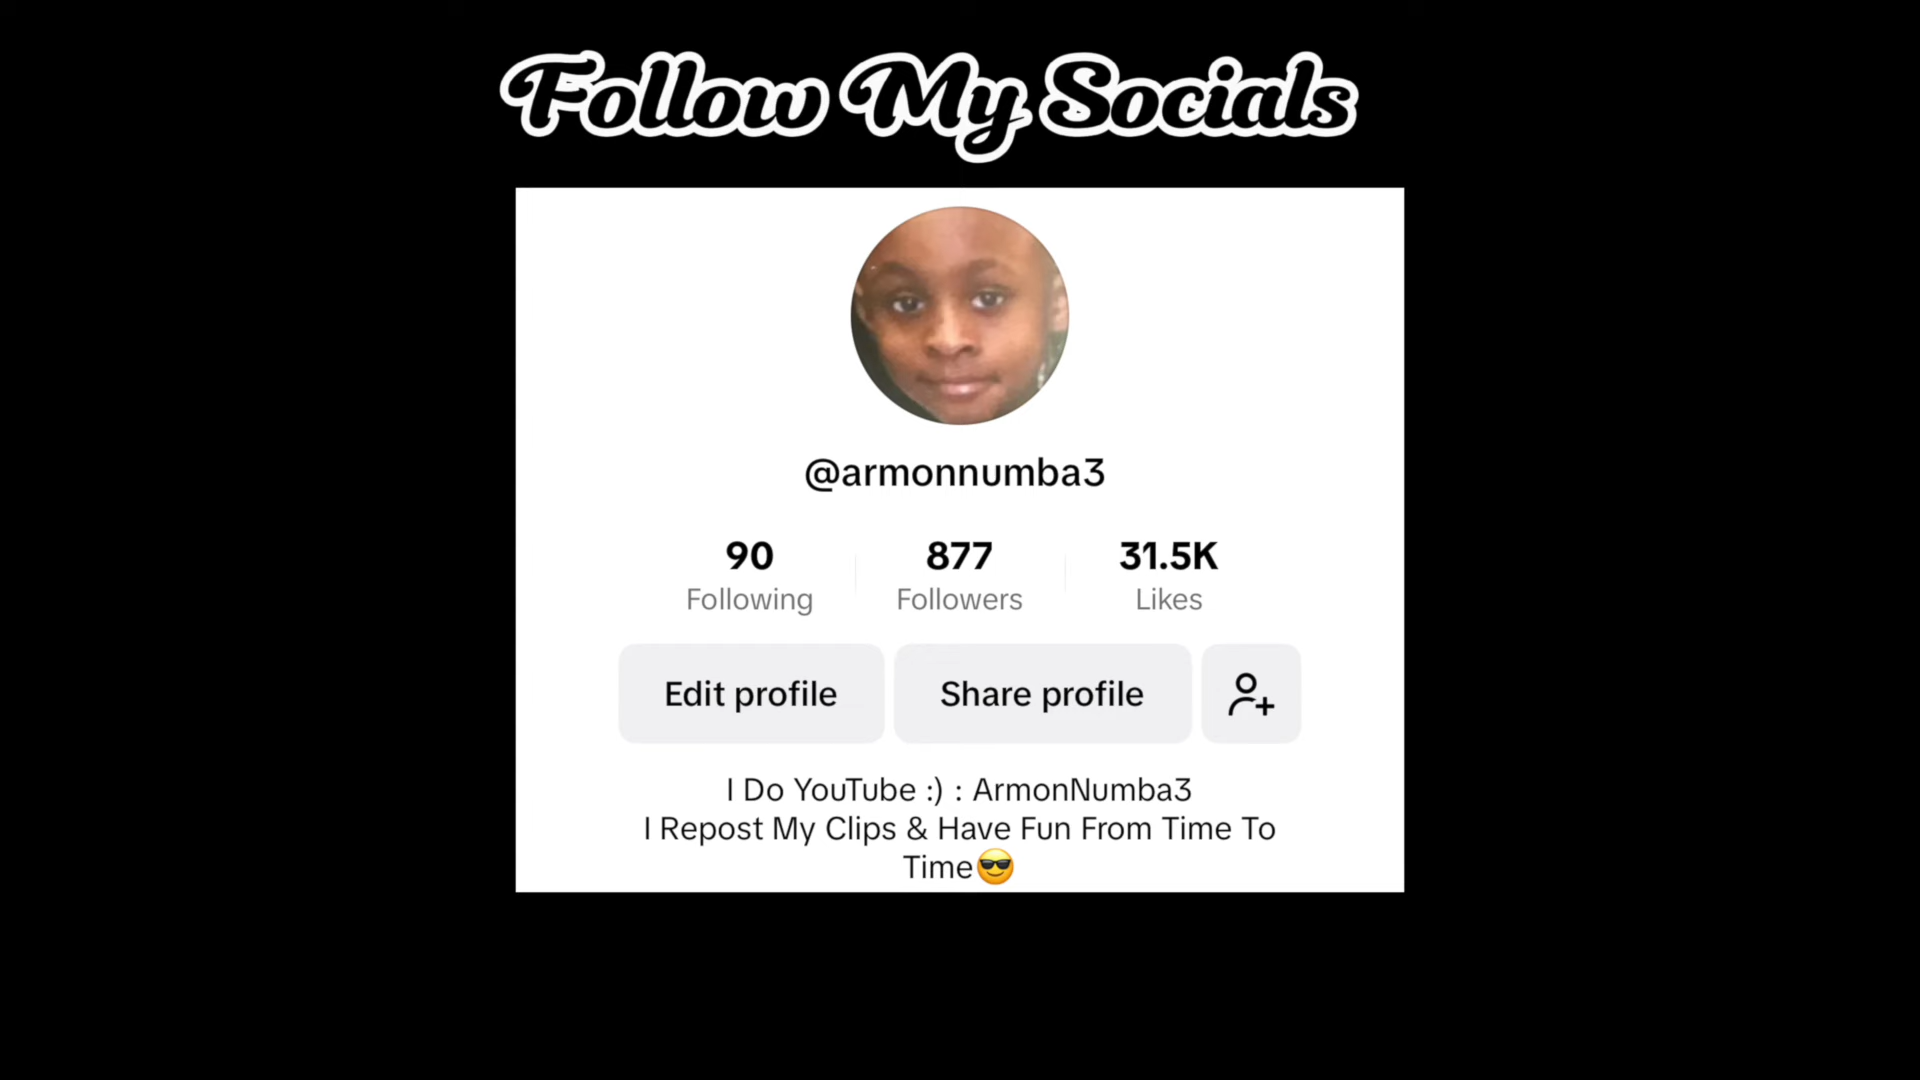 Follow My Socials
@armonnumba3
90 877 31.5K
Following Followers Likes
Edit profile Share profile
I Do YouTube :) : ArmonNumba3
I Repost My Clips & Have Fun From Time To
Time😎